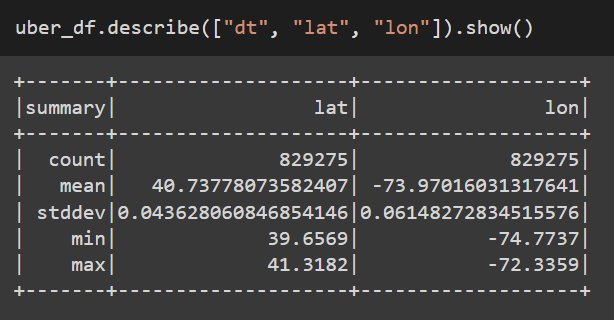 uber_df.describe(["dt", "lat", "lon"]).show()
+-------+--------------------+-------------------+
|summary|                 lat|                lon|
+-------+--------------------+-------------------+
|  count|              829275|             829275|
|   mean|   40.73778073582407| -73.97016031317641|
| stddev|0.043628060846854146|0.06148272834515576|
|    min|             39.6569|           -74.7737|
|    max|             41.3182|           -72.3359|
+-------+--------------------+-------------------+